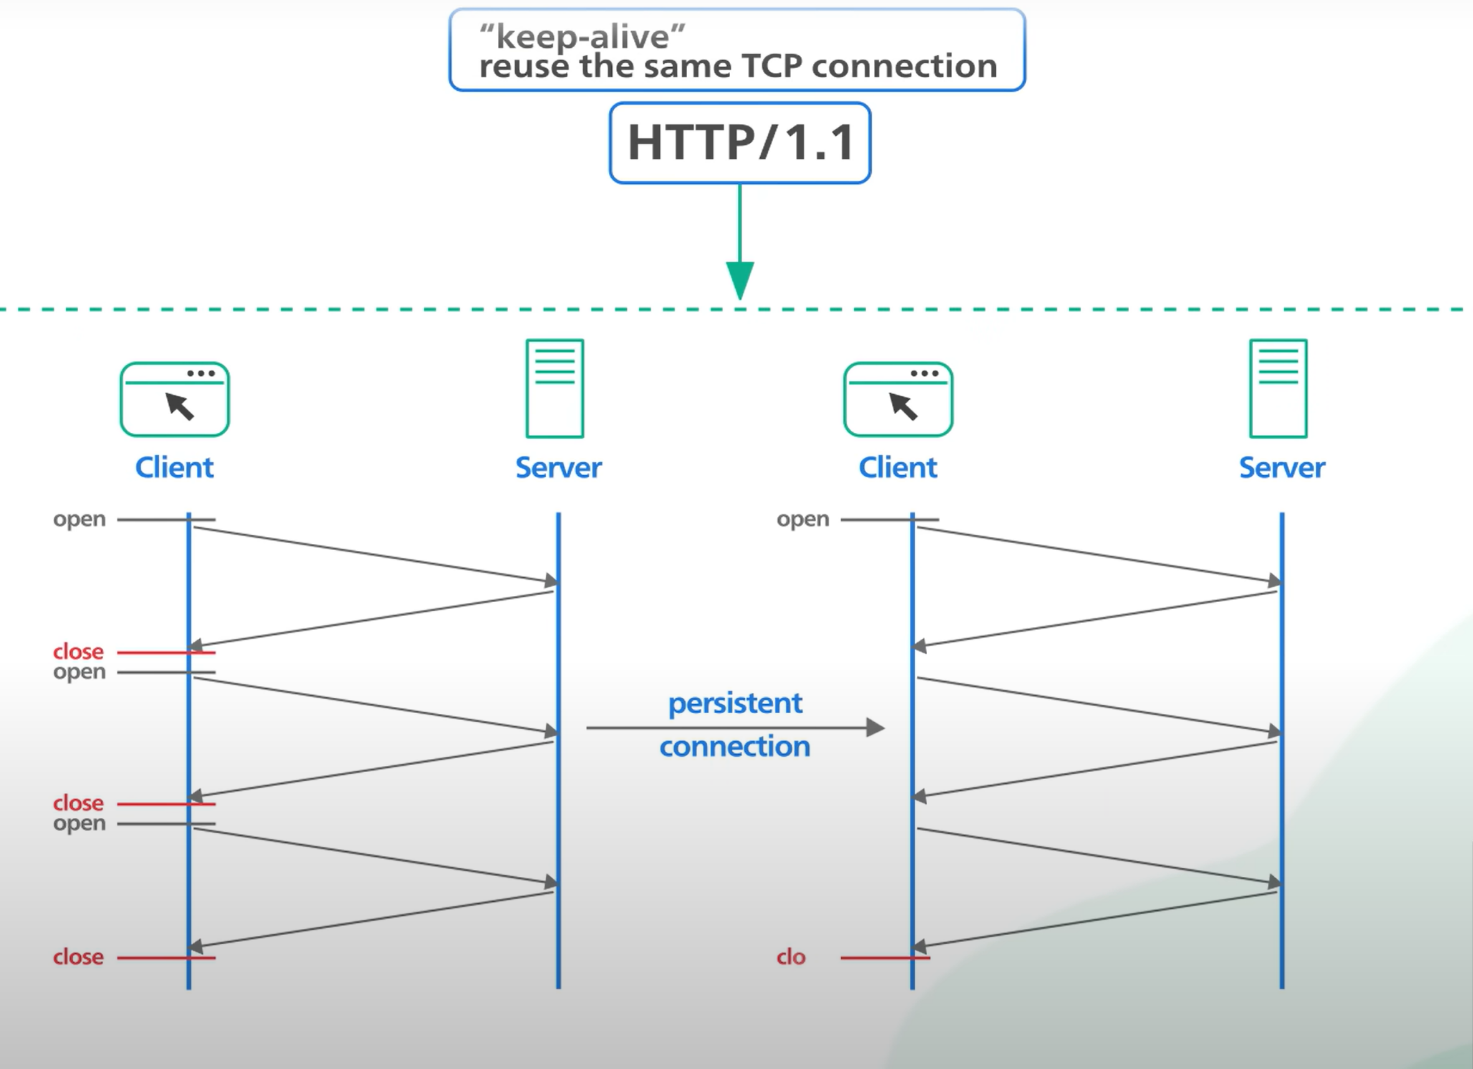 “keep-alive”
reuse the same TCP connection
HTTP/1.1
Client
Server
open
close
open
close
open
close
persistent
connection
Client
Server
open
clo